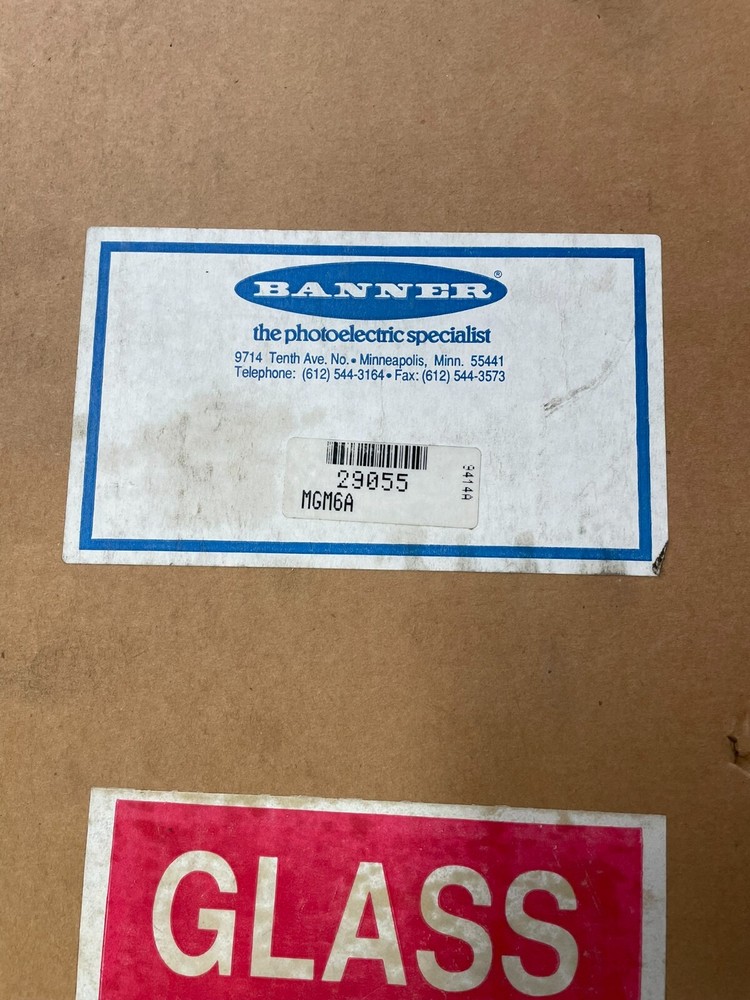 BANNER®
the photoelectric specialist
9714 Tenth Ave. No. • Minneapolis, Minn. 55441
Telephone: (612) 544-3164 • Fax: (612) 544-3573
29055
9414A
MGM6A
GLASS